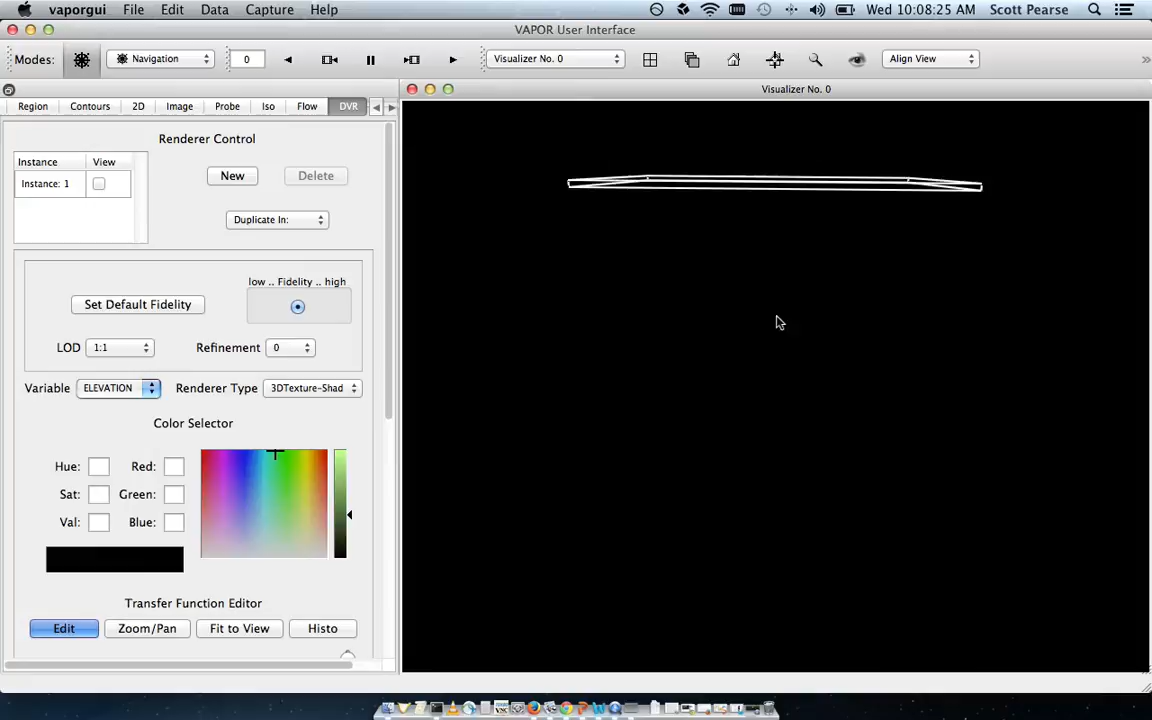 vaporgui File Edit Data Capture Help Wed 10:08:25 AM Scott Pearse
VAPOR User Interface
Modes: Navigation 0 Visualizer No. 0 Align View »
Visualizer No. 0
Region Contours 2D Image Probe Iso Flow DVR
Renderer Control
Instance View
Instance: 1
New Delete
Duplicate In:
low .. Fidelity .. high
Set Default Fidelity
LOD 1:1 Refinement 0
Variable ELEVATION Renderer Type 3DTexture-Shad
Color Selector
Hue: Red:
Sat: Green:
Val: Blue:
Transfer Function Editor
Edit Zoom/Pan Fit to View Histo